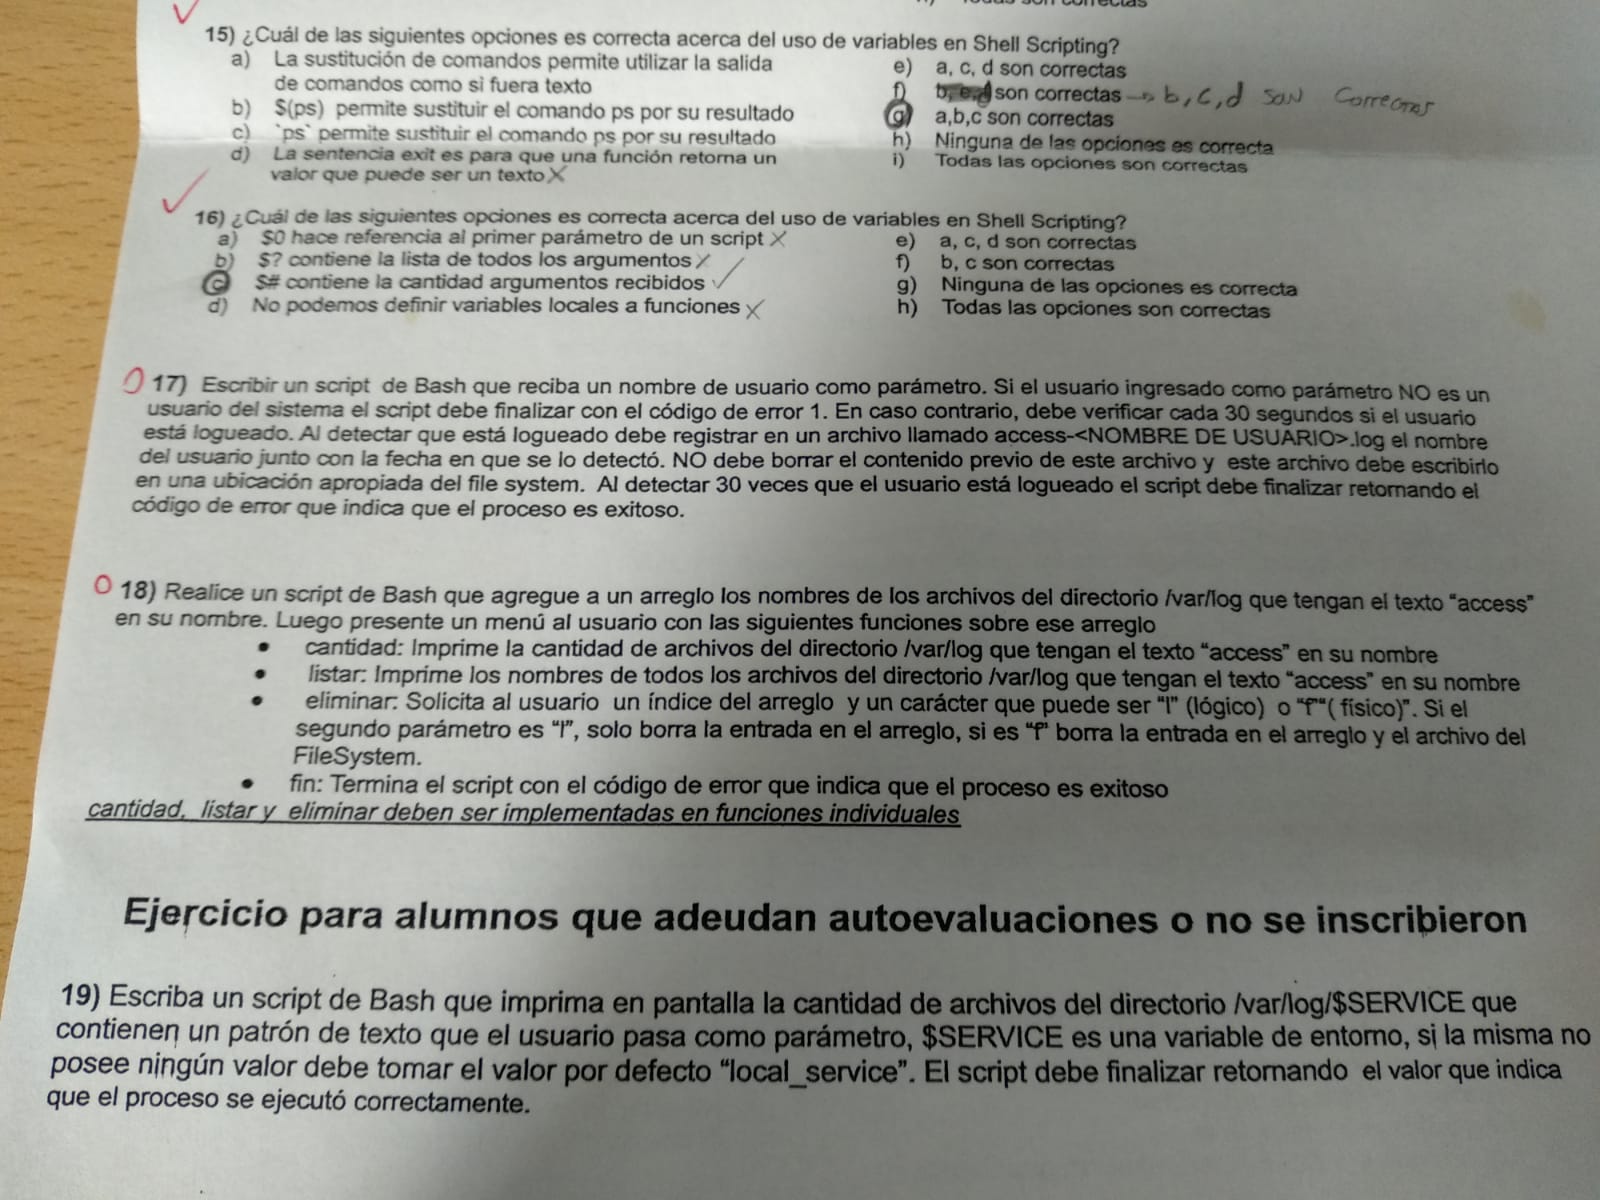 son correctas
15) ¿Cuál de las siguientes opciones es correcta acerca del uso de variables en Shell Scripting?
a) La sustitución de comandos permite utilizar la salida
de comandos como si fuera texto
b) $(ps) permite sustituir el comando ps por su resultado
c) `ps` permite sustituir el comando ps por su resultado
d) La sentencia exit es para que una función retorna un
valor que puede ser un texto X
e) a, c, d son correctas
f) son correctas → b, c, d SON Correctas
g) a,b,c son correctas
h) Ninguna de las opciones es correcta
i) Todas las opciones son correctas
16) ¿Cuál de las siguientes opciones es correcta acerca del uso de variables en Shell Scripting?
a) $0 hace referencia al primer parámetro de un script X
b) $? contiene la lista de todos los argumentos X
c) $# contiene la cantidad argumentos recibidos ✓
d) No podemos definir variables locales a funciones X
e) a, c, d son correctas
f) b, c son correctas
g) Ninguna de las opciones es correcta
h) Todas las opciones son correctas
17) Escribir un script de Bash que reciba un nombre de usuario como parámetro. Si el usuario ingresado como parámetro NO es un
usuario del sistema el script debe finalizar con el código de error 1. En caso contrario, debe verificar cada 30 segundos si el usuario
está logueado. Al detectar que está logueado debe registrar en un archivo llamado access-<NOMBRE DE USUARIO>.log el nombre
del usuario junto con la fecha en que se lo detectó. NO debe borrar el contenido previo de este archivo y este archivo debe escribirlo
en una ubicación apropiada del file system. Al detectar 30 veces que el usuario está logueado el script debe finalizar retornando el
código de error que indica que el proceso es exitoso.
18) Realice un script de Bash que agregue a un arreglo los nombres de los archivos del directorio /var/log que tengan el texto “access”
en su nombre. Luego presente un menú al usuario con las siguientes funciones sobre ese arreglo
• cantidad: Imprime la cantidad de archivos del directorio /var/log que tengan el texto “access” en su nombre
• listar: Imprime los nombres de todos los archivos del directorio /var/log que tengan el texto “access” en su nombre
• eliminar: Solicita al usuario un índice del arreglo y un carácter que puede ser “l” (lógico) o “f”“( físico)”. Si el
segundo parámetro es “l”, solo borra la entrada en el arreglo, si es “f” borra la entrada en el arreglo y el archivo del
FileSystem.
• fin: Termina el script con el código de error que indica que el proceso es exitoso
cantidad, listar y eliminar deben ser implementadas en funciones individuales
Ejercicio para alumnos que adeudan autoevaluaciones o no se inscribieron
19) Escriba un script de Bash que imprima en pantalla la cantidad de archivos del directorio /var/log/$SERVICE que
contienen un patrón de texto que el usuario pasa como parámetro, $SERVICE es una variable de entorno, si la misma no
posee ningún valor debe tomar el valor por defecto “local_service”. El script debe finalizar retornando el valor que indica
que el proceso se ejecutó correctamente.